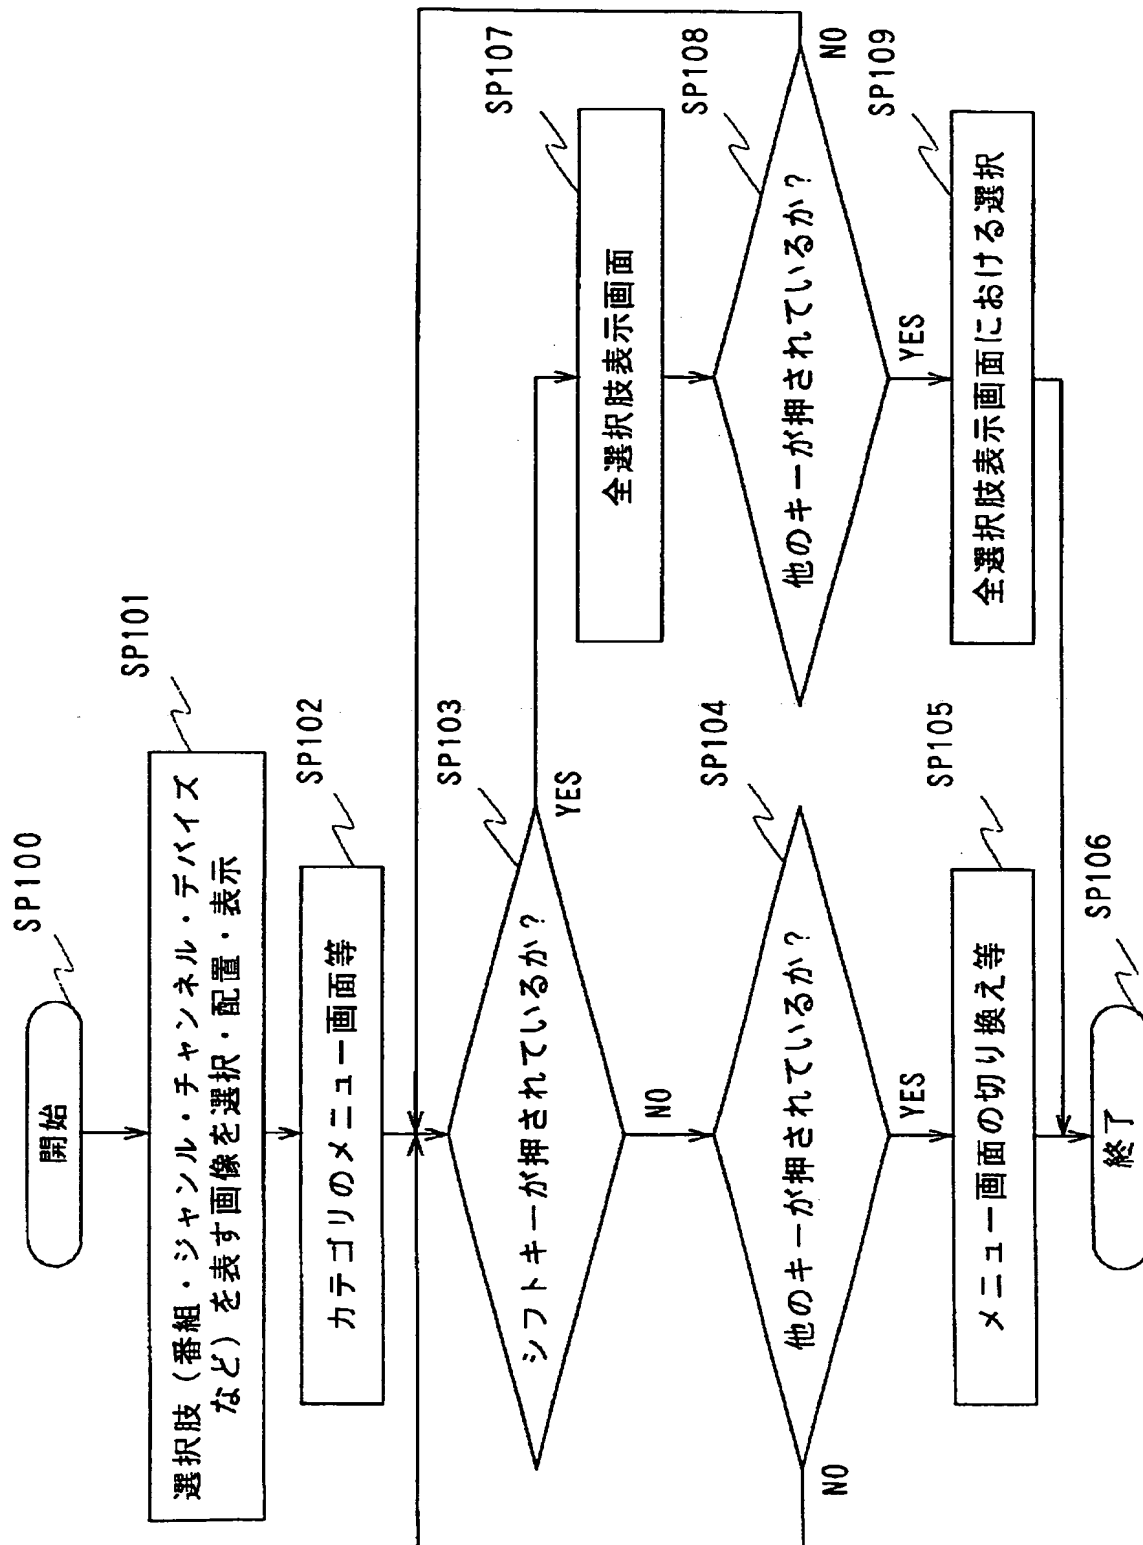 SP100
開始
SP101
選択肢(番組・ジャンル・チャンネル・デバイズ
など)を表す画像を選択・配置・表示
SP102
カテゴリのメニュー画面等
SP103
シフトキーが押されているか?
YES
NO
SP104
他のキーが押されているか?
NO
YES
SP105
メニュー画面の切り換え等
SP106
終了
SP107
全選択肢表示画面
SP108
他のキーが押されているか?
NO
YES
SP109
全選択肢表示画面における選択